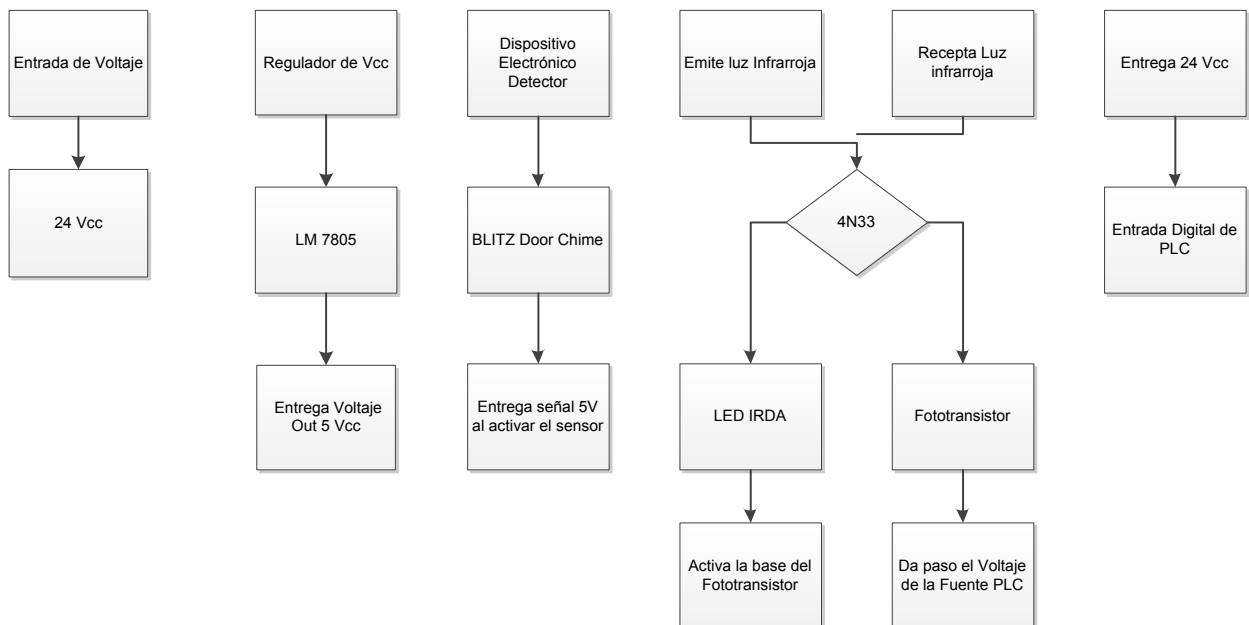 Entrada de Voltaje
Regulador de Vcc
Dispositivo
Electrónico
Detector
Emite luz Infrarroja
Recepta Luz
infrarroja
Entrega 24 Vcc
24 Vcc
LM 7805
BLITZ Door Chime
4N33
Entrada Digital de
PLC
Entrega Voltaje
Out 5 Vcc
Entrega señal 5V
al activar el sensor
LED IRDA
Fototransistor
Activa la base del
Fototransistor
Da paso el Voltaje
de la Fuente PLC